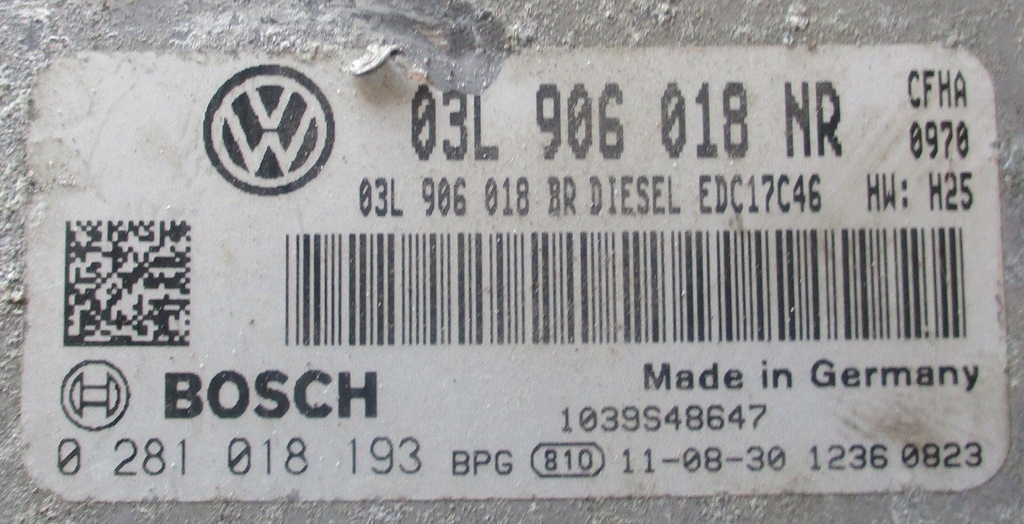 03L 906 018 NR CFHA
0970
03L 906 018 BR DIESEL EDC17C46 HW: H25
BOSCH Made in Germany
1039S48647
0 281 018 193 BPG 810 11-08-30 1236 0823